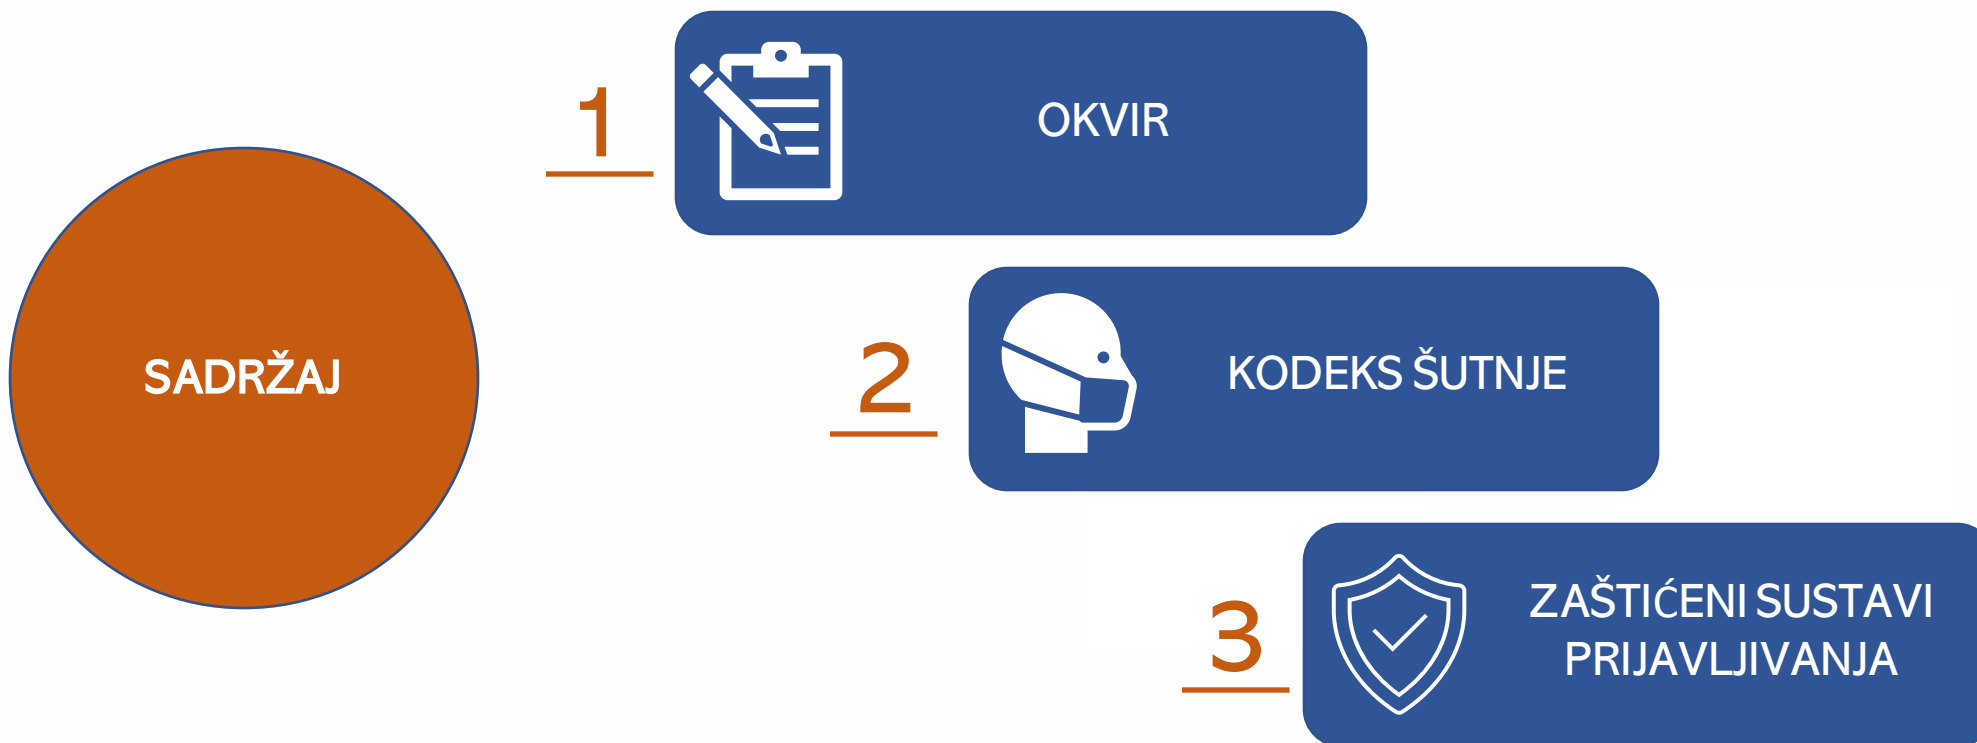 SADRŽAJ
1
OKVIR
2
KODEKS ŠUTNJE
3
ZAŠTIĆENI SUSTAVI
PRIJAVLJIVANJA